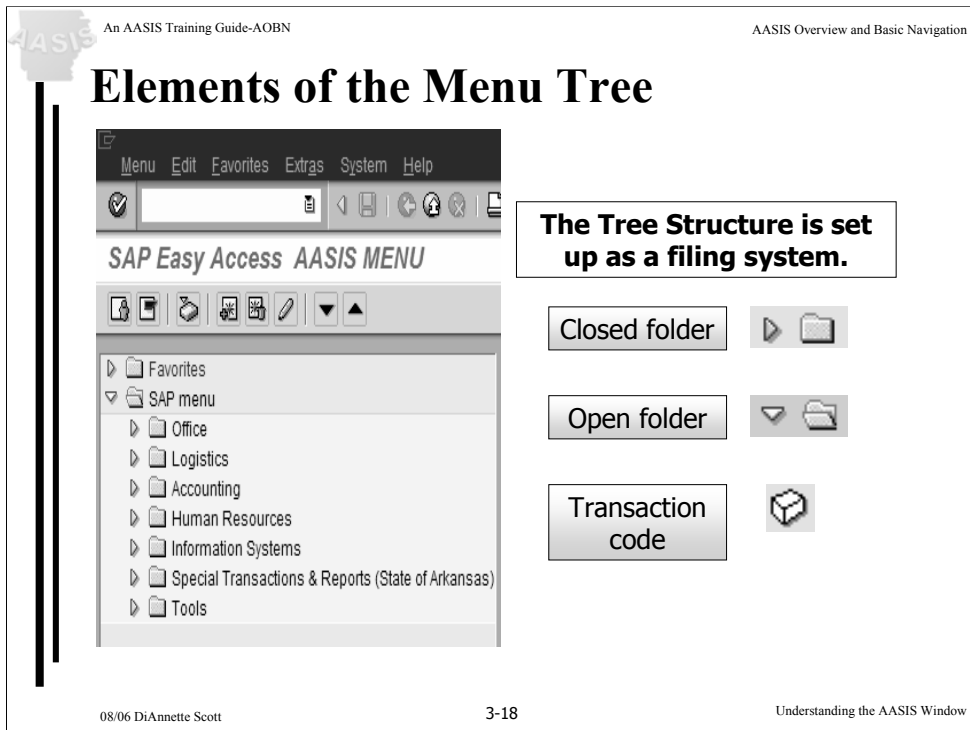 AASIS
An AASIS Training Guide-AOBN
AASIS Overview and Basic Navigation
Elements of the Menu Tree
Menu Edit Favorites Extras System Help
SAP Easy Access AASIS MENU
Favorites
SAP menu
Office
Logistics
Accounting
Human Resources
Information Systems
Special Transactions & Reports (State of Arkansas)
Tools
The Tree Structure is set
up as a filing system.
Closed folder
Open folder
Transaction
code
08/06 DiAnnette Scott
3-18
Understanding the AASIS Window